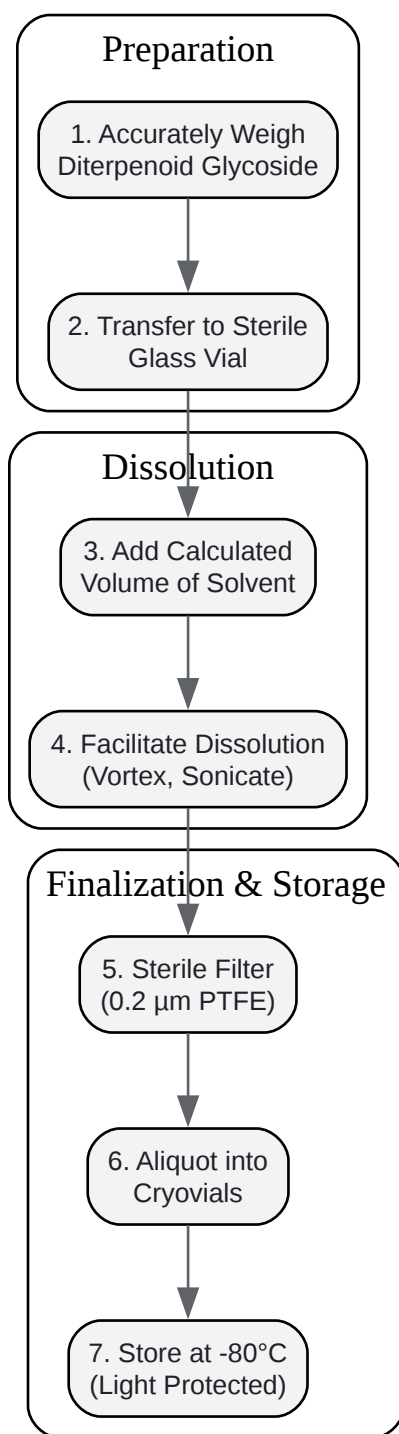 Preparation
1. Accurately Weigh
Diterpenoid Glycoside
2. Transfer to Sterile
Glass Vial
Dissolution
3. Add Calculated
Volume of Solvent
4. Facilitate Dissolution
(Vortex, Sonicate)
Finalization & Storage
5. Sterile Filter
(0.2 µm PTFE)
6. Aliquot into
Cryovials
7. Store at -80°C
(Light Protected)